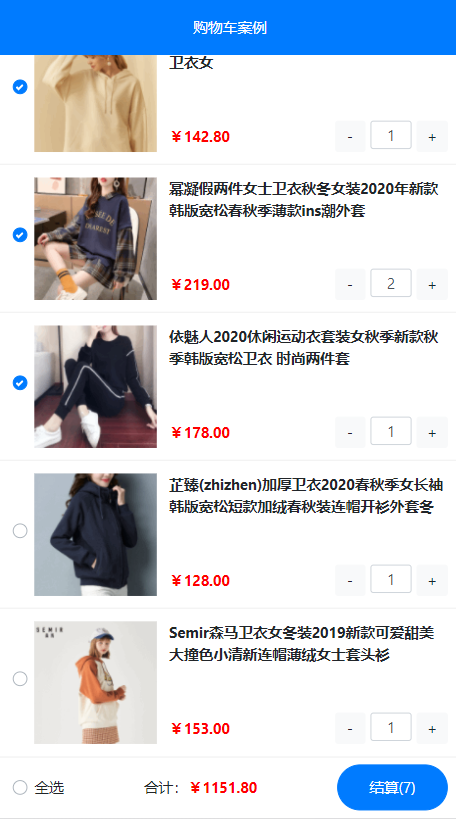 购物车案例
卫衣女
￥142.80
- 1 +
幂凝假两件女士卫衣秋冬女装2020年新款
韩版宽松春秋季薄款ins潮外套
￥219.00
- 2 +
依魅人2020休闲运动衣套装女秋季新款秋
季韩版宽松卫衣 时尚两件套
￥178.00
- 1 +
芷臻(zhizhen)加厚卫衣2020春秋季女长袖
韩版宽松短款加绒春秋装连帽开衫外套冬
￥128.00
- 1 +
SEMIR
Semir森马卫衣女冬装2019新款可爱甜美
大撞色小清新连帽薄绒女士套头衫
￥153.00
- 1 +
全选
合计：￥1151.80
结算(7)